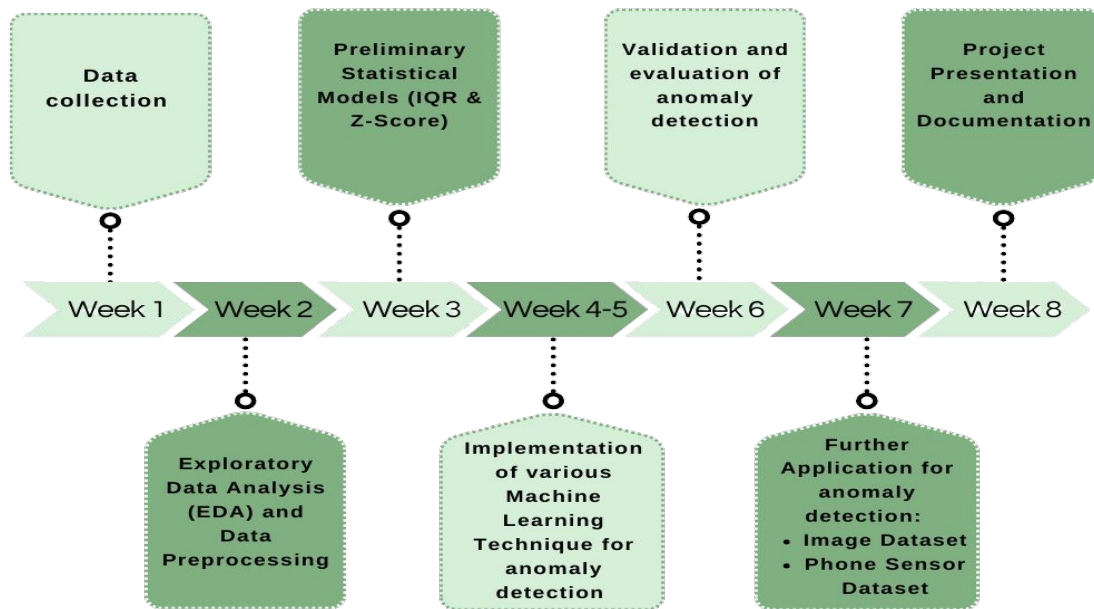 Data
collection
Preliminary
Statistical
Models (IQR &
Z-Score)
Validation and
evaluation of
anomaly
detection
Project
Presentation
and
Documentation
Week 1
Week 2
Week 3
Week 4-5
Week 6
Week 7
Week 8
Exploratory
Data Analysis
(EDA) and
Data
Preprocessing
Implementation
of various
Machine
Learning
Technique for
anomaly
detection
Further
Application for
anomaly
detection:
• Image Dataset
• Phone Sensor
Dataset